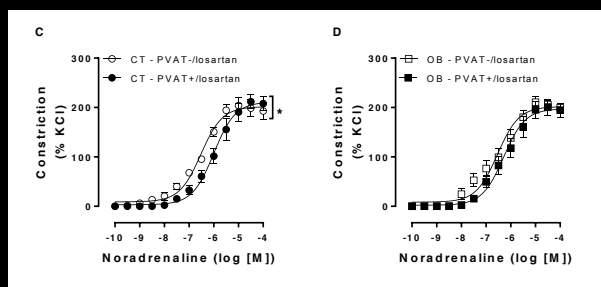 C
CT - PVAT-/losartan
CT - PVAT+/losartan
Constriction
(% KCl)
300
200
100
0
*
-10 -9 -8 -7 -6 -5 -4
Noradrenaline (log [M])
D
OB - PVAT-/losartan
OB - PVAT+/losartan
Constriction
(% KCl)
300
200
100
0
-10 -9 -8 -7 -6 -5 -4
Noradrenaline (log [M])